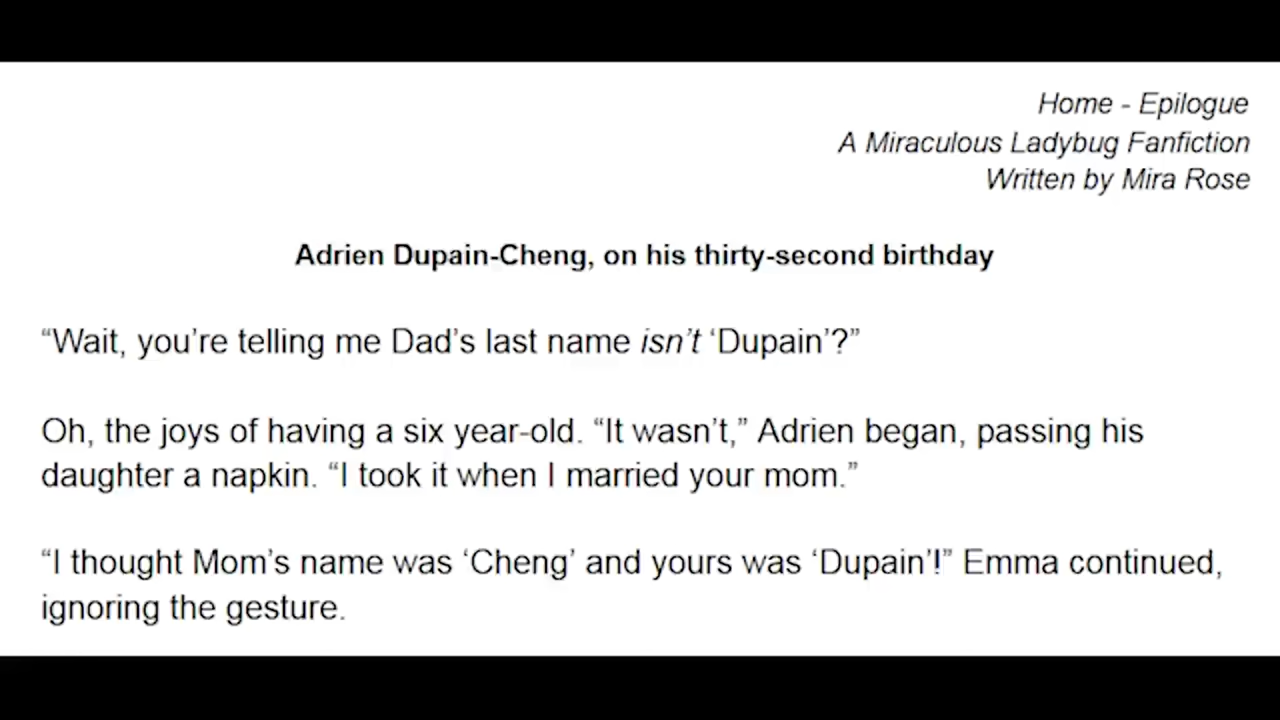 Home - Epilogue
A Miraculous Ladybug Fanfiction
Written by Mira Rose
Adrien Dupain-Cheng, on his thirty-second birthday
“Wait, you’re telling me Dad’s last name isn’t ‘Dupain’?”
Oh, the joys of having a six year-old. “It wasn’t,” Adrien began, passing his
daughter a napkin. “I took it when I married your mom.”
“I thought Mom’s name was ‘Cheng’ and yours was ‘Dupain’!” Emma continued,
ignoring the gesture.